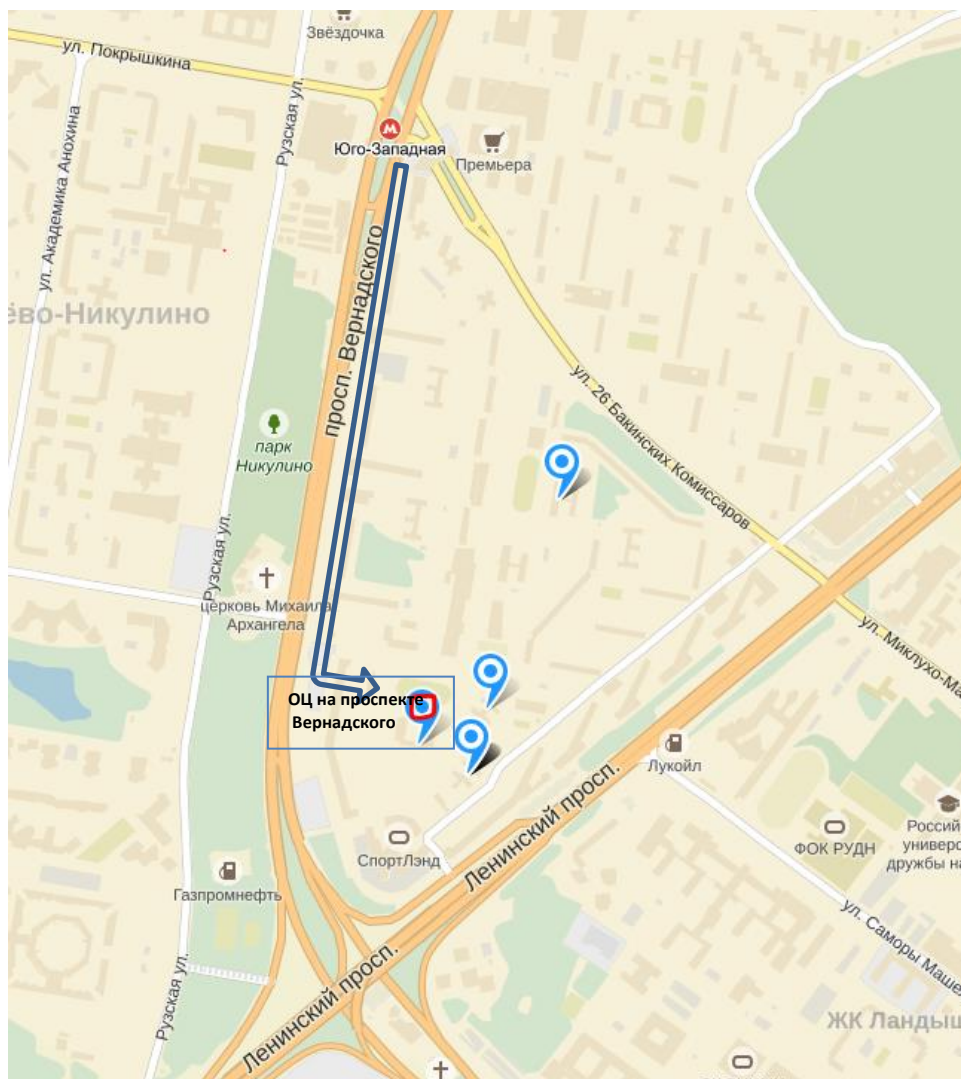 Звёздочка
ул. Покрышкина
Рузская ул.
ул. Академика Анохина
Юго-Западная
Премьера
просп. Вернадского
ёво-Никулино
ул. 26 Бакинских Комиссаров
парк
Никулино
Рузская ул.
церковь Михаила
Архангела
ул. Миклухо-Ма
ОЦ на проспекте
Вернадского
Лукойл
Ленинский просп.
СпортЛэнд
ФОК РУДН
Россий
универс
дружбы на
Газпромнефть
ул. Саморы Маше
Рузская ул.
Ленинский просп.
ЖК Ландыш